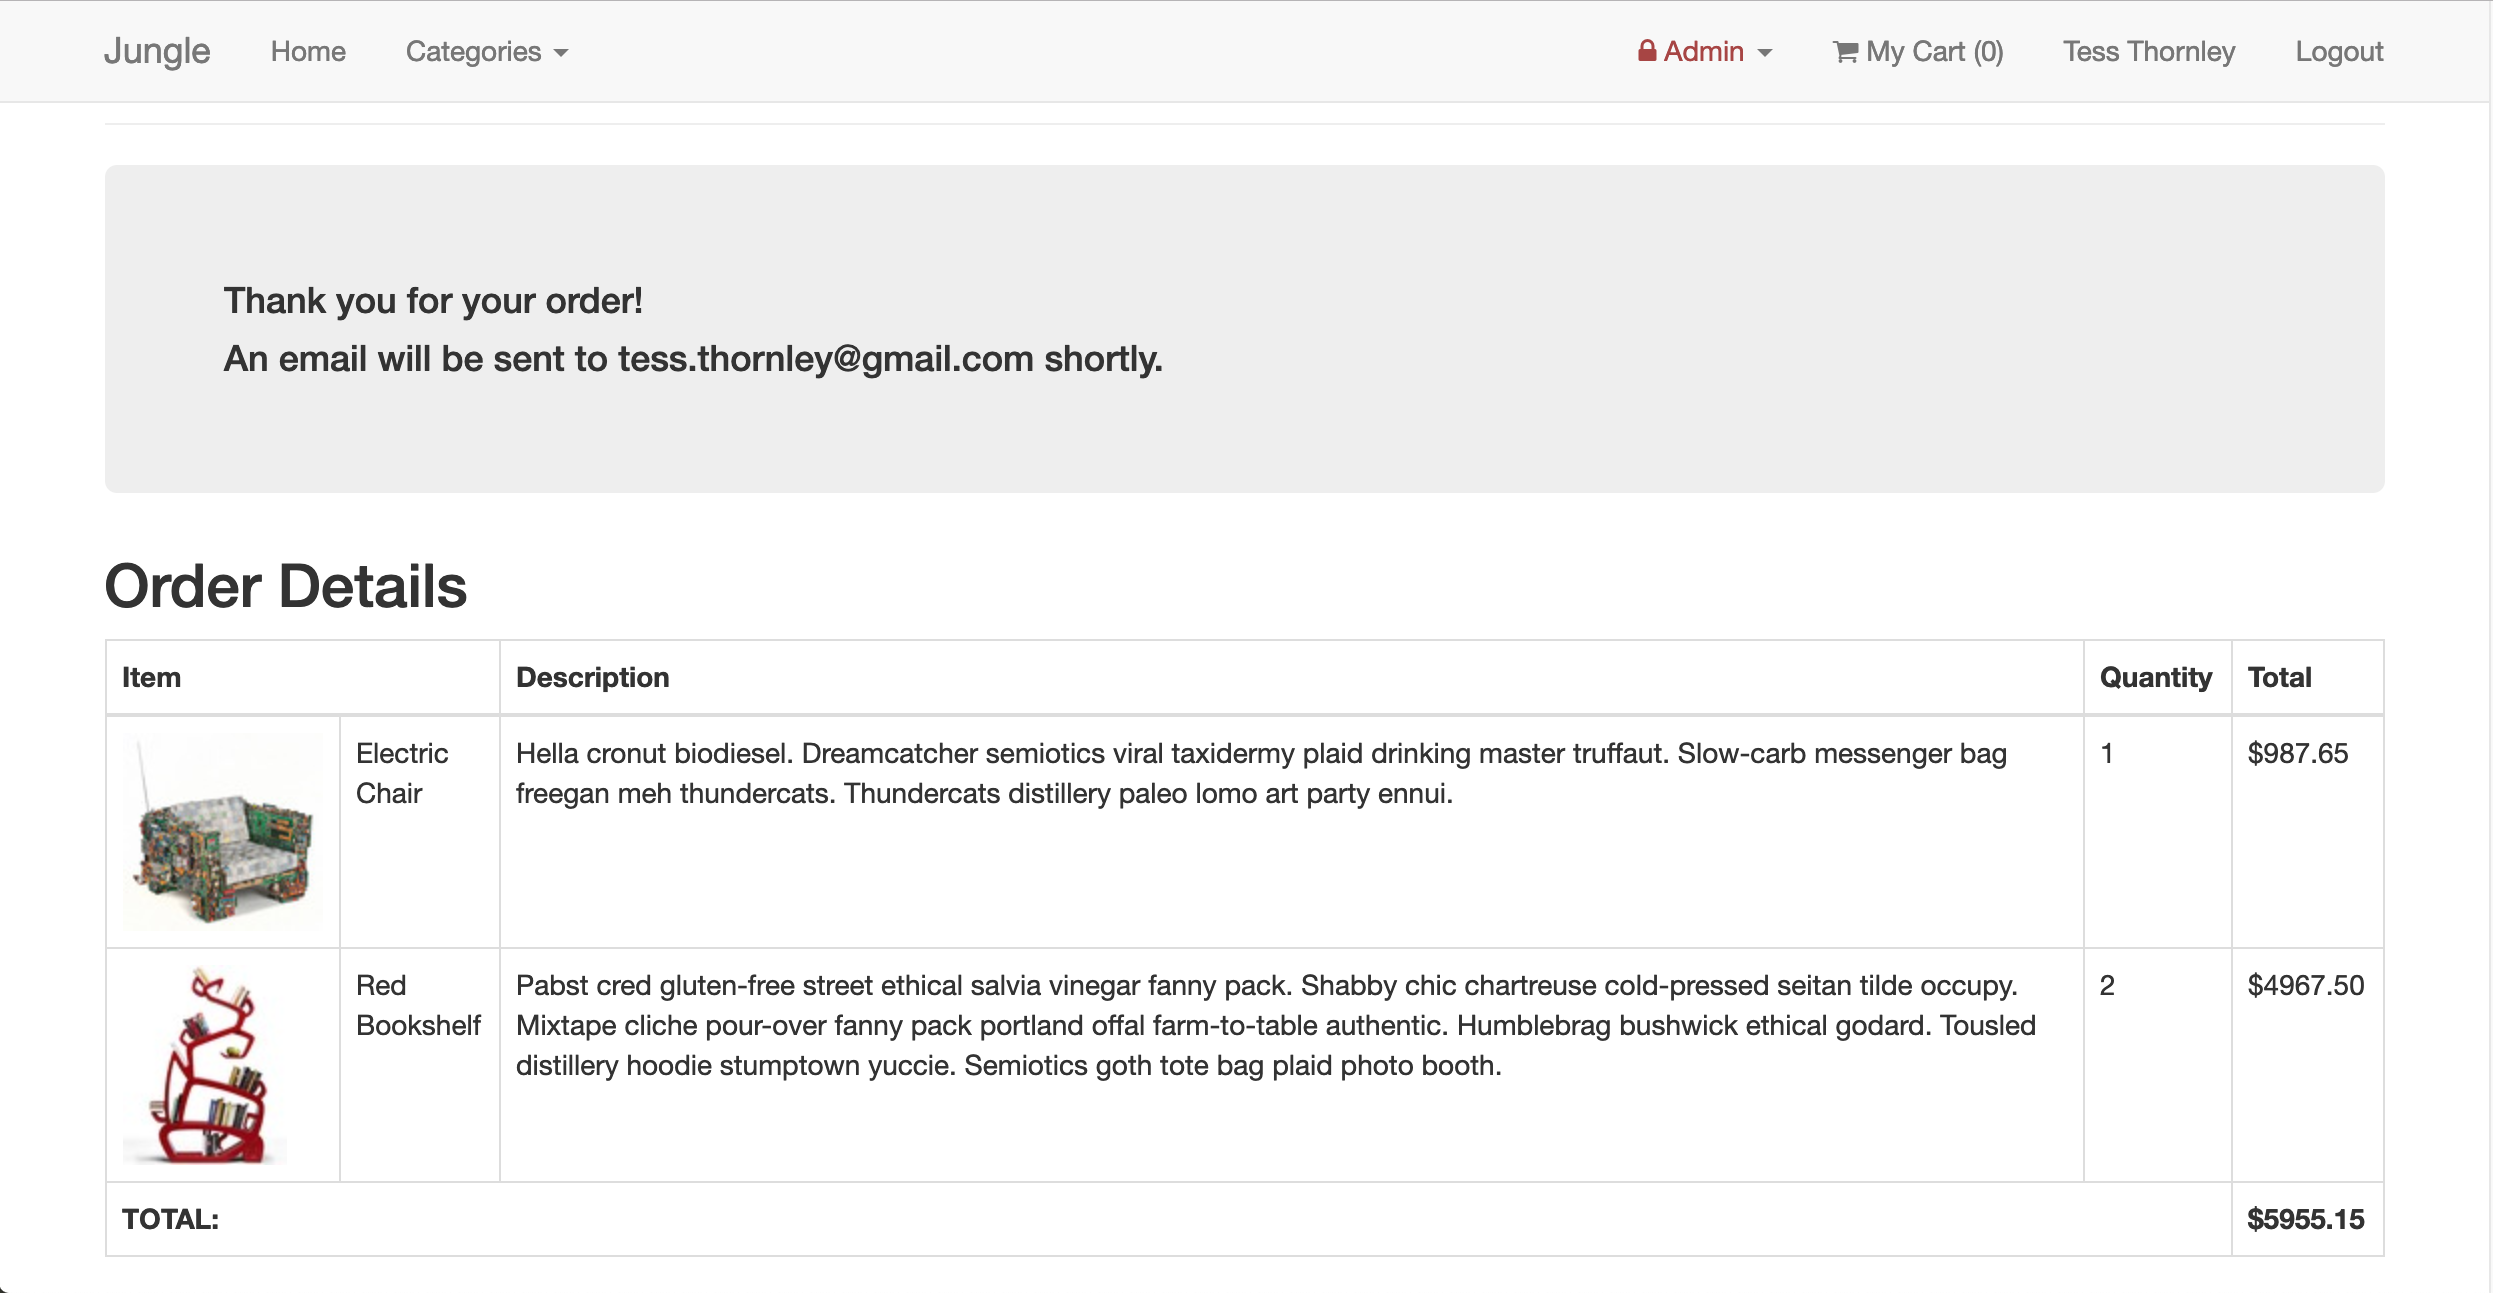 Jungle Home Categories Admin My Cart (0) Tess Thornley Logout
Thank you for your order!
An email will be sent to tess.thornley@gmail.com shortly.
Order Details
Item Description Quantity Total
Electric Chair
Hella cronut biodiesel. Dreamcatcher semiotics viral taxidermy plaid drinking master truffaut. Slow-carb messenger bag
freegan meh thundercats. Thundercats distillery paleo lomo art party ennui.
1
$987.65
Red Bookshelf
Pabst cred gluten-free street ethical salvia vinegar fanny pack. Shabby chic chartreuse cold-pressed seitan tilde occupy.
Mixtape cliche pour-over fanny pack portland offal farm-to-table authentic. Humblebrag bushwick ethical godard. Tousled
distillery hoodie stumptown yuccie. Semiotics goth tote bag plaid photo booth.
2
$4967.50
TOTAL: $5955.15